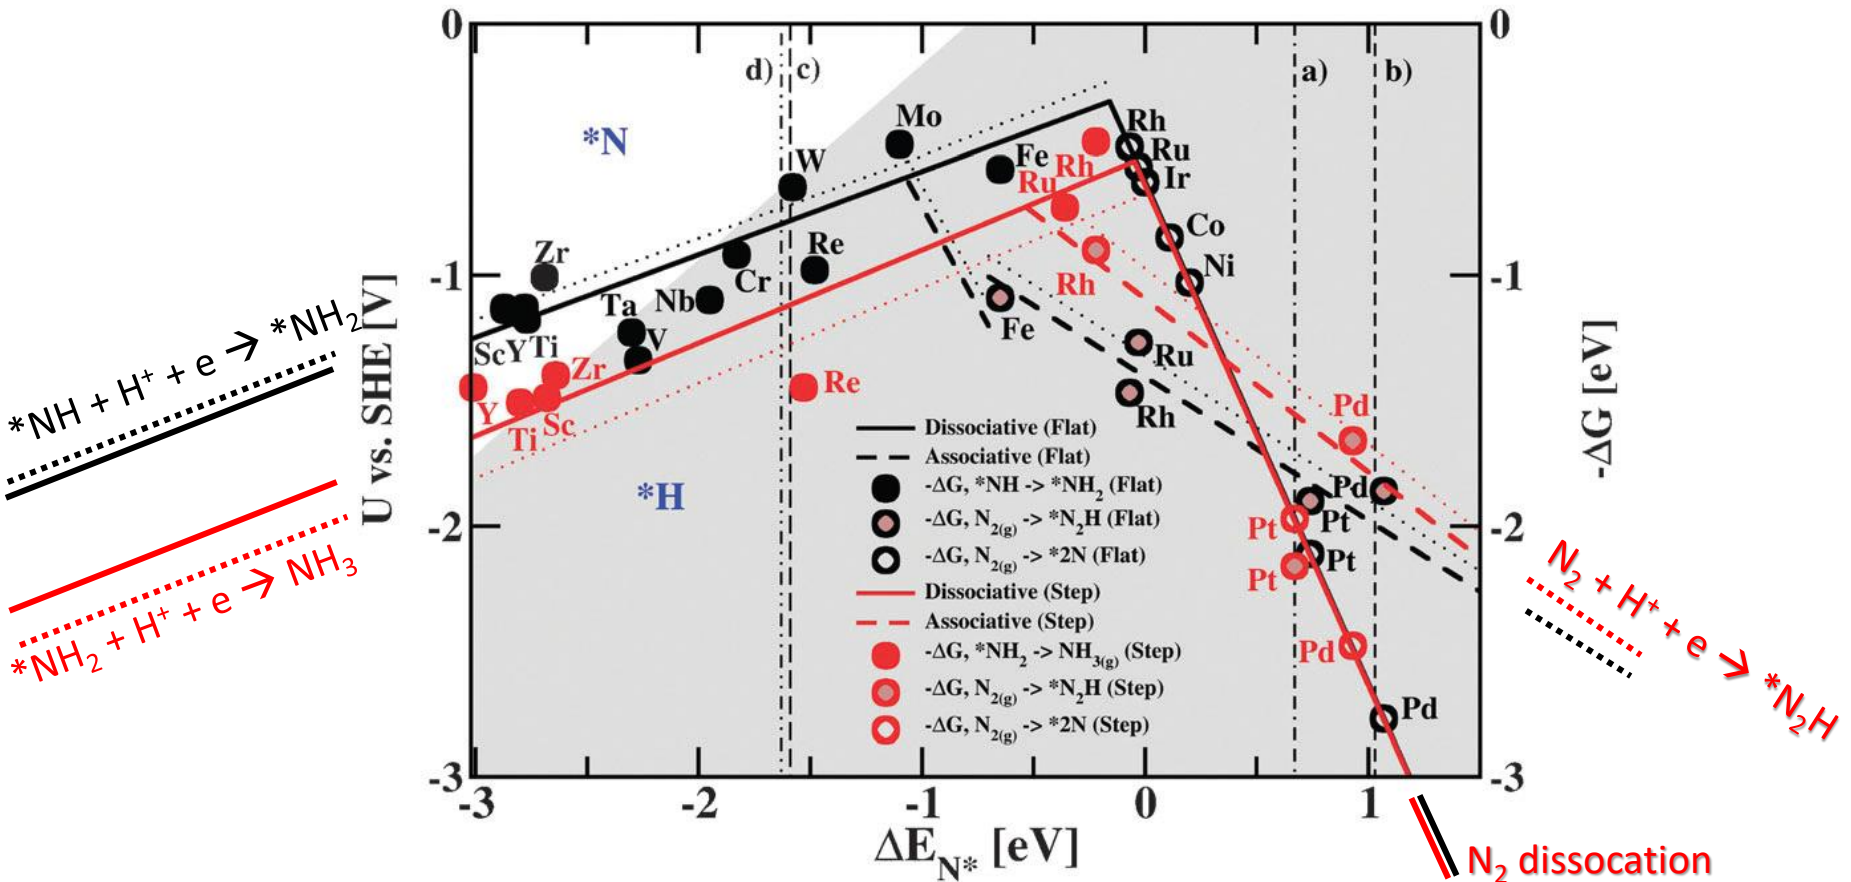 0
0
d)
c)
a)
b)
*N
Mo
Rh
W
Fe
Rh
Ru
Ru
Ir
Zr
Re
Co
Cr
Ni
-1
-1
Nb
Rh
Ta
V
Fe
Sc
Y
Ti
Ru
Zr
Re
Rh
Pd
Y
Ti
Sc
*NH + H⁺ + e → *NH₂
U vs. SHE [V]
-ΔG [eV]
*H
Dissociative (Flat)
Associative (Flat)
-ΔG, *NH -> *NH₂ (Flat)
-ΔG, N₂₍g₎ -> *N₂H (Flat)
-ΔG, N₂₍g₎ -> *2N (Flat)
Dissociative (Step)
Associative (Step)
-ΔG, *NH₂ -> NH₃₍g₎ (Step)
-ΔG, N₂₍g₎ -> *N₂H (Step)
-ΔG, N₂₍g₎ -> *2N (Step)
Pd
Pt
-2
-2
Pt
Pt
Pt
Pd
Pd
*NH₂ + H⁺ + e → NH₃
N₂ + H⁺ + e → *N₂H
-3
-3
-3
-2
-1
0
1
ΔE_N* [eV]
N₂ dissocation